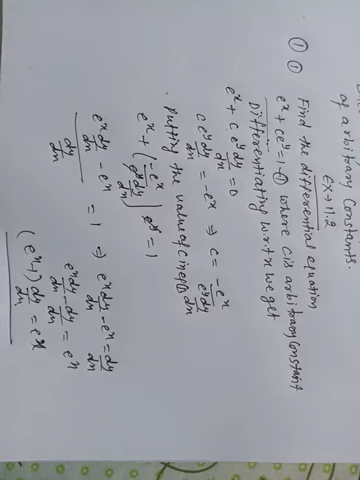 of arbitrary Constants.
Ex → 11.2
① ① Find the differential equation
e^x + ce^y = 1 - ① where C is arbitrary Constant
Differentiating w.r.t x we get
e^x + c e^y dy/dx = 0
c e^y dy/dx = -e^x ⇒ c = -e^x / (e^y dy/dx)
Putting the value of c in eq ①
e^x + (-e^x / (e^y dy/dx)) e^y = 1
(e^x dy/dx - e^x) / (dy/dx) = 1 ⇒ e^x dy/dx - e^x = dy/dx
e^x dy/dx - dy/dx = e^x
(e^x + 1) dy/dx = e^x